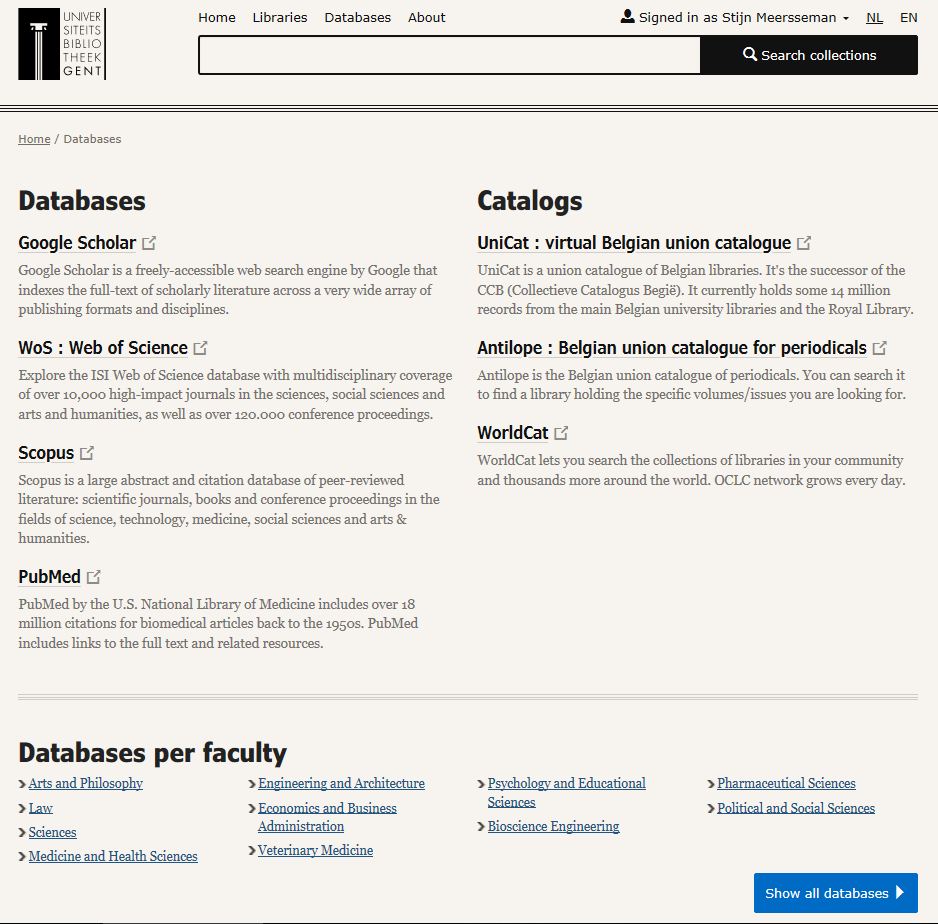 UNIVER
SITEITS
BIBLIO
THEEK
GENT
Home Libraries Databases About
Signed in as Stijn Meersseman NL EN
Search collections
Home / Databases
Databases
Google Scholar
Google Scholar is a freely-accessible web search engine by Google that
indexes the full-text of scholarly literature across a very wide array of
publishing formats and disciplines.
WoS : Web of Science
Explore the ISI Web of Science database with multidisciplinary coverage
of over 10,000 high-impact journals in the sciences, social sciences and
arts and humanities, as well as over 120.000 conference proceedings.
Scopus
Scopus is a large abstract and citation database of peer-reviewed
literature: scientific journals, books and conference proceedings in the
fields of science, technology, medicine, social sciences and arts &
humanities.
PubMed
PubMed by the U.S. National Library of Medicine includes over 18
million citations for biomedical articles back to the 1950s. PubMed
includes links to the full text and related resources.
Catalogs
UniCat : virtual Belgian union catalogue
UniCat is a union catalogue of Belgian libraries. It's the successor of the
CCB (Collectieve Catalogus Begië). It currently holds some 14 million
records from the main Belgian university libraries and the Royal Library.
Antilope : Belgian union catalogue for periodicals
Antilope is the Belgian union catalogue of periodicals. You can search it
to find a library holding the specific volumes/issues you are looking for.
WorldCat
WorldCat lets you search the collections of libraries in your community
and thousands more around the world. OCLC network grows every day.
Databases per faculty
Arts and Philosophy
Law
Sciences
Medicine and Health Sciences
Engineering and Architecture
Economics and Business
Administration
Veterinary Medicine
Psychology and Educational
Sciences
Bioscience Engineering
Pharmaceutical Sciences
Political and Social Sciences
Show all databases